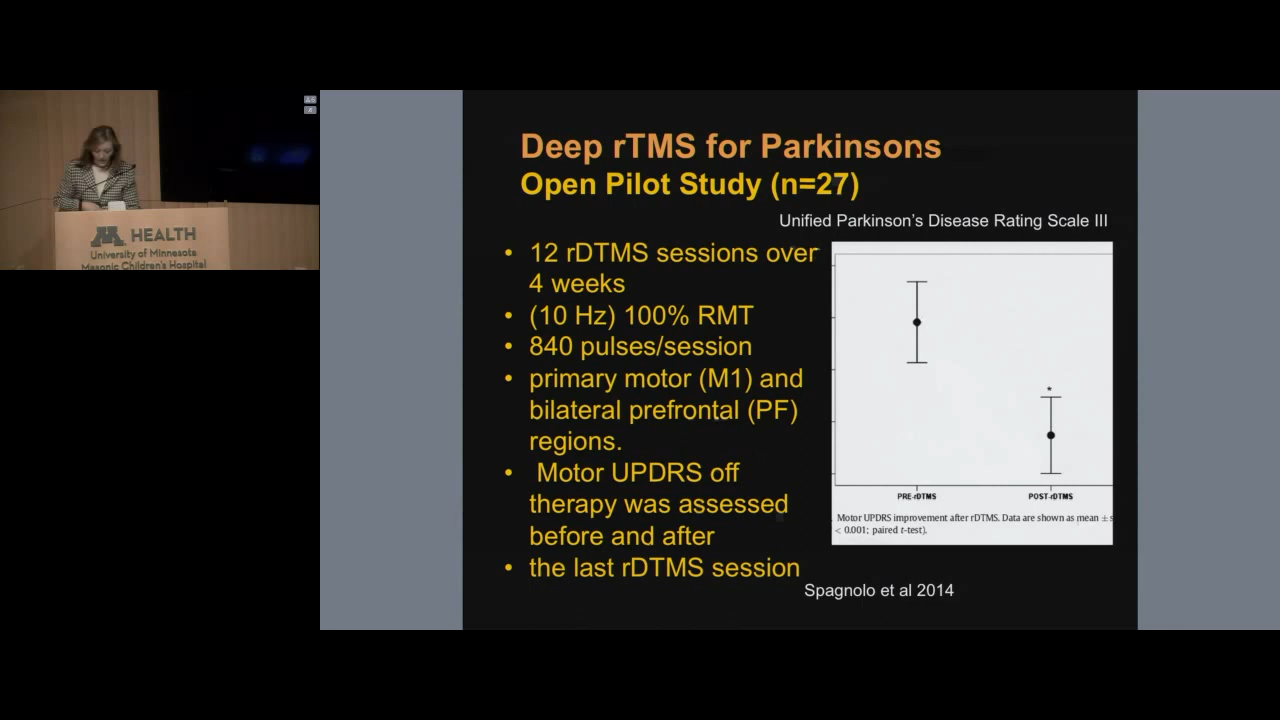 HEALTH
University of Minnesota
Masonic Children's Hospital
Deep rTMS for Parkinsons
Open Pilot Study (n=27)
Unified Parkinson's Disease Rating Scale III
• 12 rDTMS sessions over
4 weeks
• (10 Hz) 100% RMT
• 840 pulses/session
• primary motor (M1) and
bilateral prefrontal (PF)
regions.
• Motor UPDRS off
therapy was assessed
before and after
• the last rDTMS session
*
PRE-rDTMS POST-rDTMS
Motor UPDRS improvement after rDTMS. Data are shown as mean ± s
< 0.001; paired t-test).
Spagnolo et al 2014